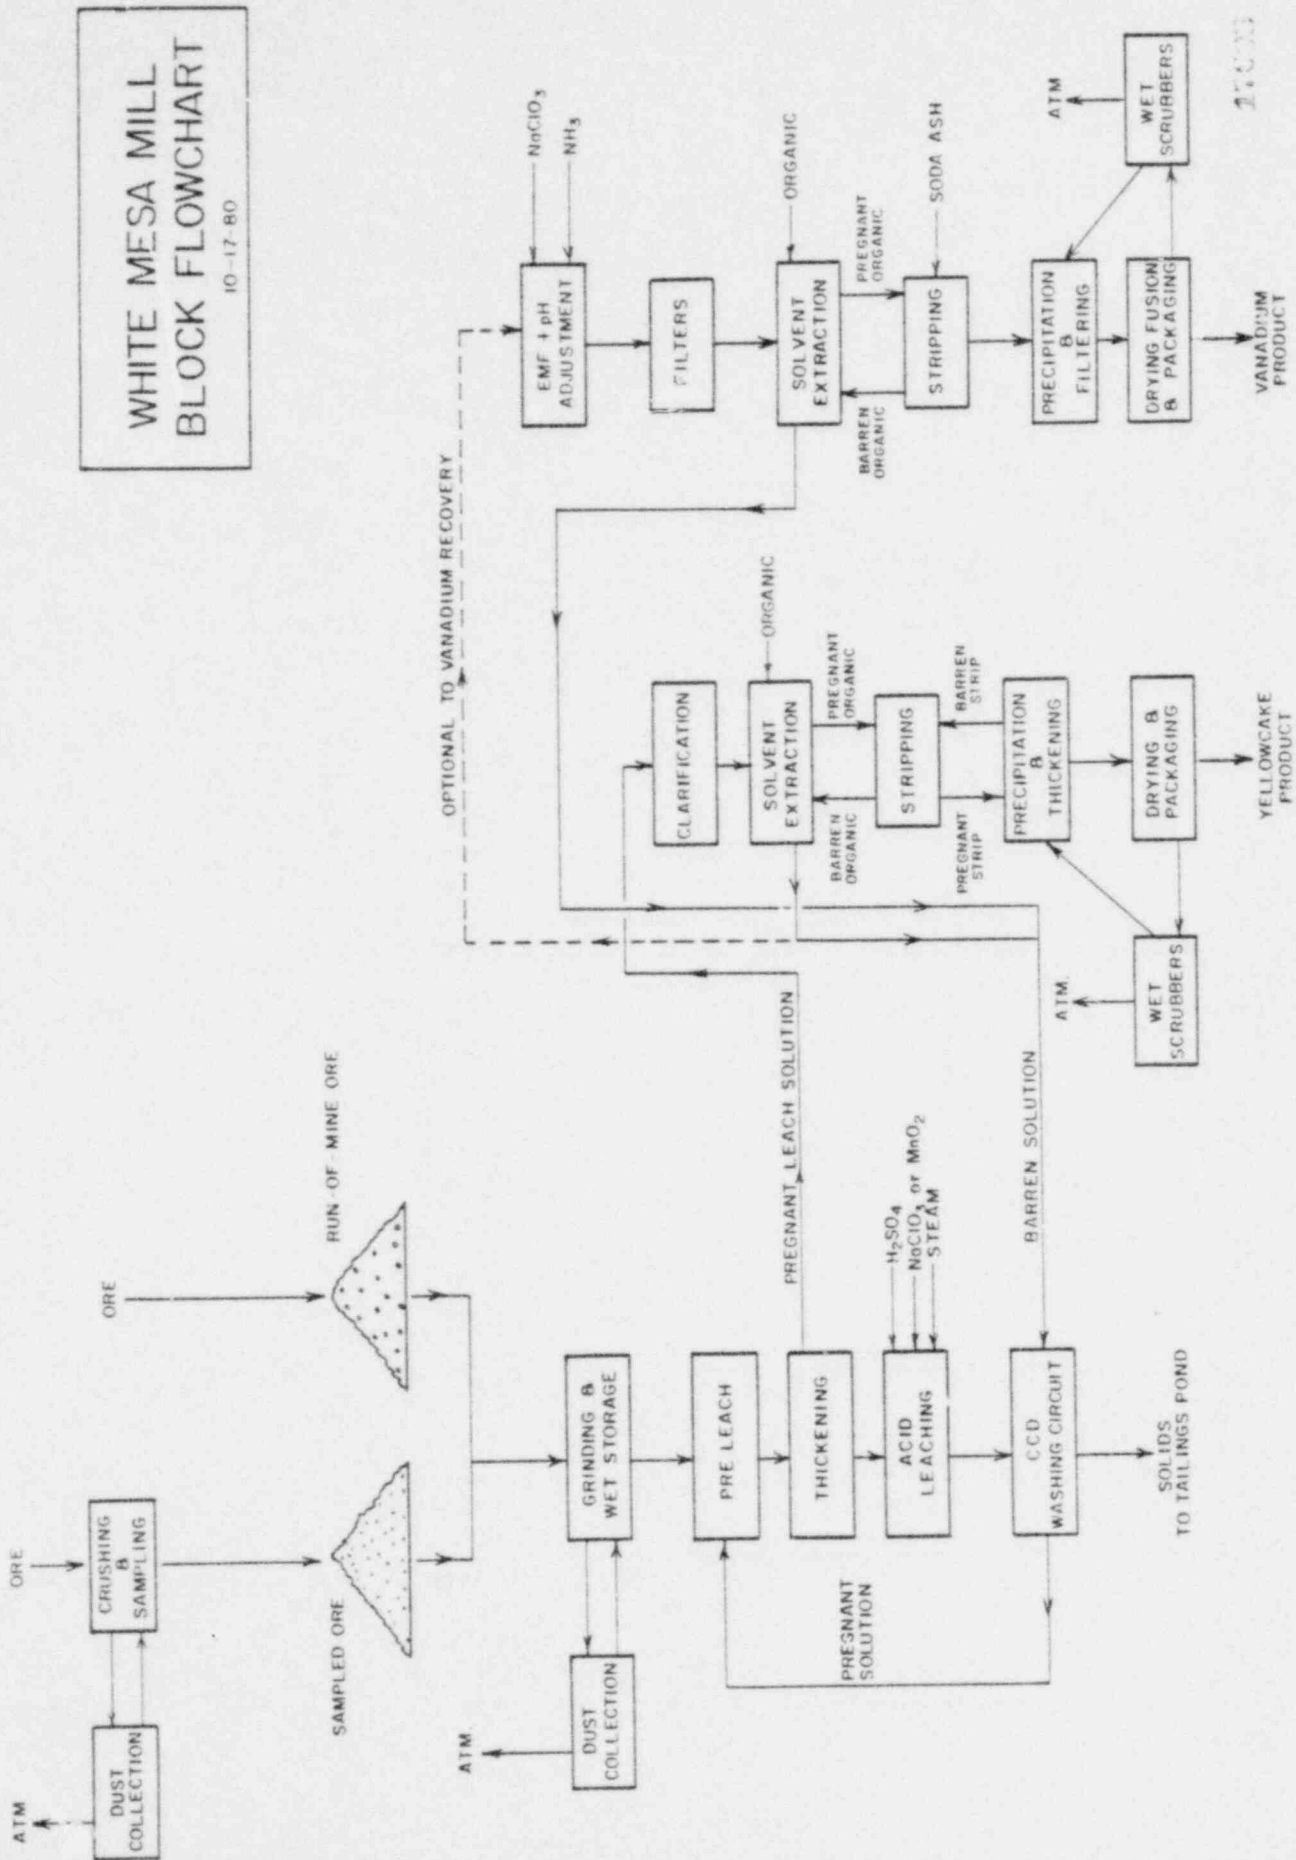 WHITE MESA MILL
BLOCK FLOWCHART
10-17-80
ORE
CRUSHING
&
SAMPLING
DUST
COLLECTION
ATM
SAMPLED ORE
ORE
RUN-OF-MINE ORE
GRINDING &
WET STORAGE
DUST
COLLECTION
ATM
PRE LEACH
THICKENING
PREGNANT LEACH SOLUTION
ACID
LEACHING
H₂SO₄
NaClO₃ or MnO₂
STEAM
CCD
WASHING CIRCUIT
PREGNANT
SOLUTION
BARREN SOLUTION
SOLIDS
TO TAILINGS POND
OPTIONAL TO VANADIUM RECOVERY
CLARIFICATION
SOLVENT
EXTRACTION
ORGANIC
BARREN
ORGANIC
PREGNANT
ORGANIC
STRIPPING
PREGNANT
STRIP
BARREN
STRIP
PRECIPITATION
&
THICKENING
DRYING &
PACKAGING
WET
SCRUBBERS
ATM.
YELLOWCAKE
PRODUCT
EMF + pH
ADJUSTMENT
NaClO₃
NH₃
FILTERS
SOLVENT
EXTRACTION
ORGANIC
BARREN
ORGANIC
PREGNANT
ORGANIC
STRIPPING
SODA ASH
PRECIPITATION
&
FILTERING
DRYING FUSION
& PACKAGING
WET
SCRUBBERS
ATM
VANADIUM
PRODUCT